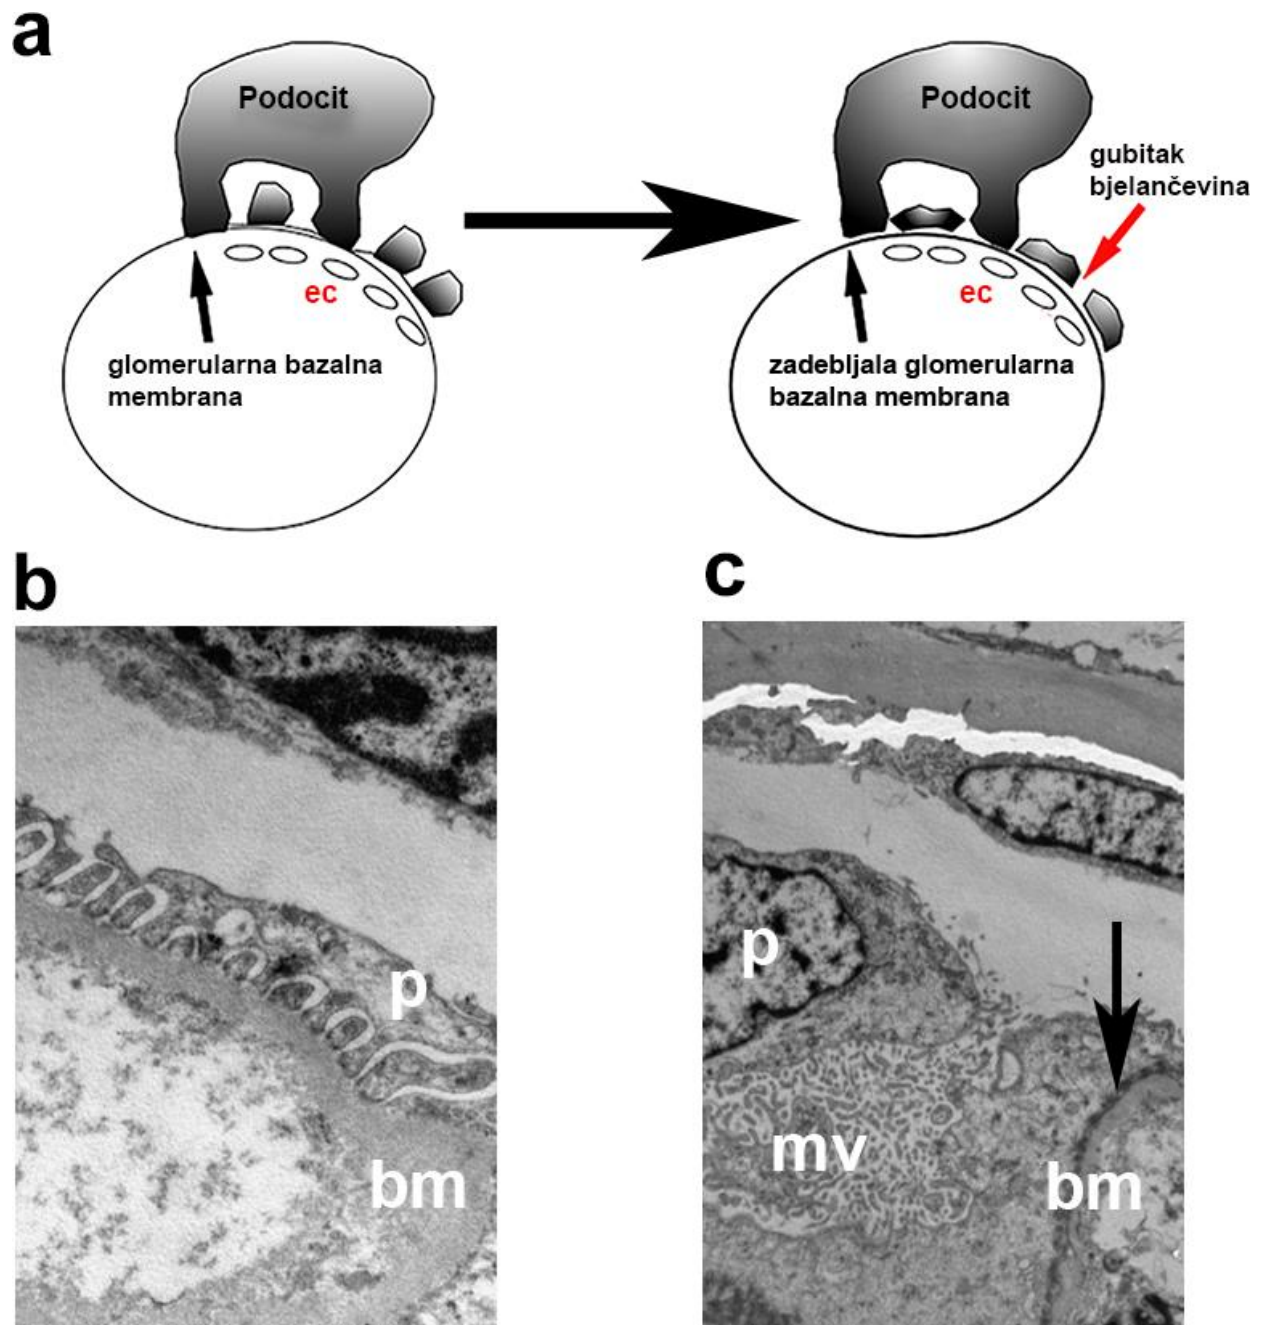 a
Podocit
Podocit
gubitak
bjelančevina
ec
ec
glomerularna bazalna
membrana
zadebljala glomerularna
bazalna membrana
b
c
p
bm
p
mv
bm